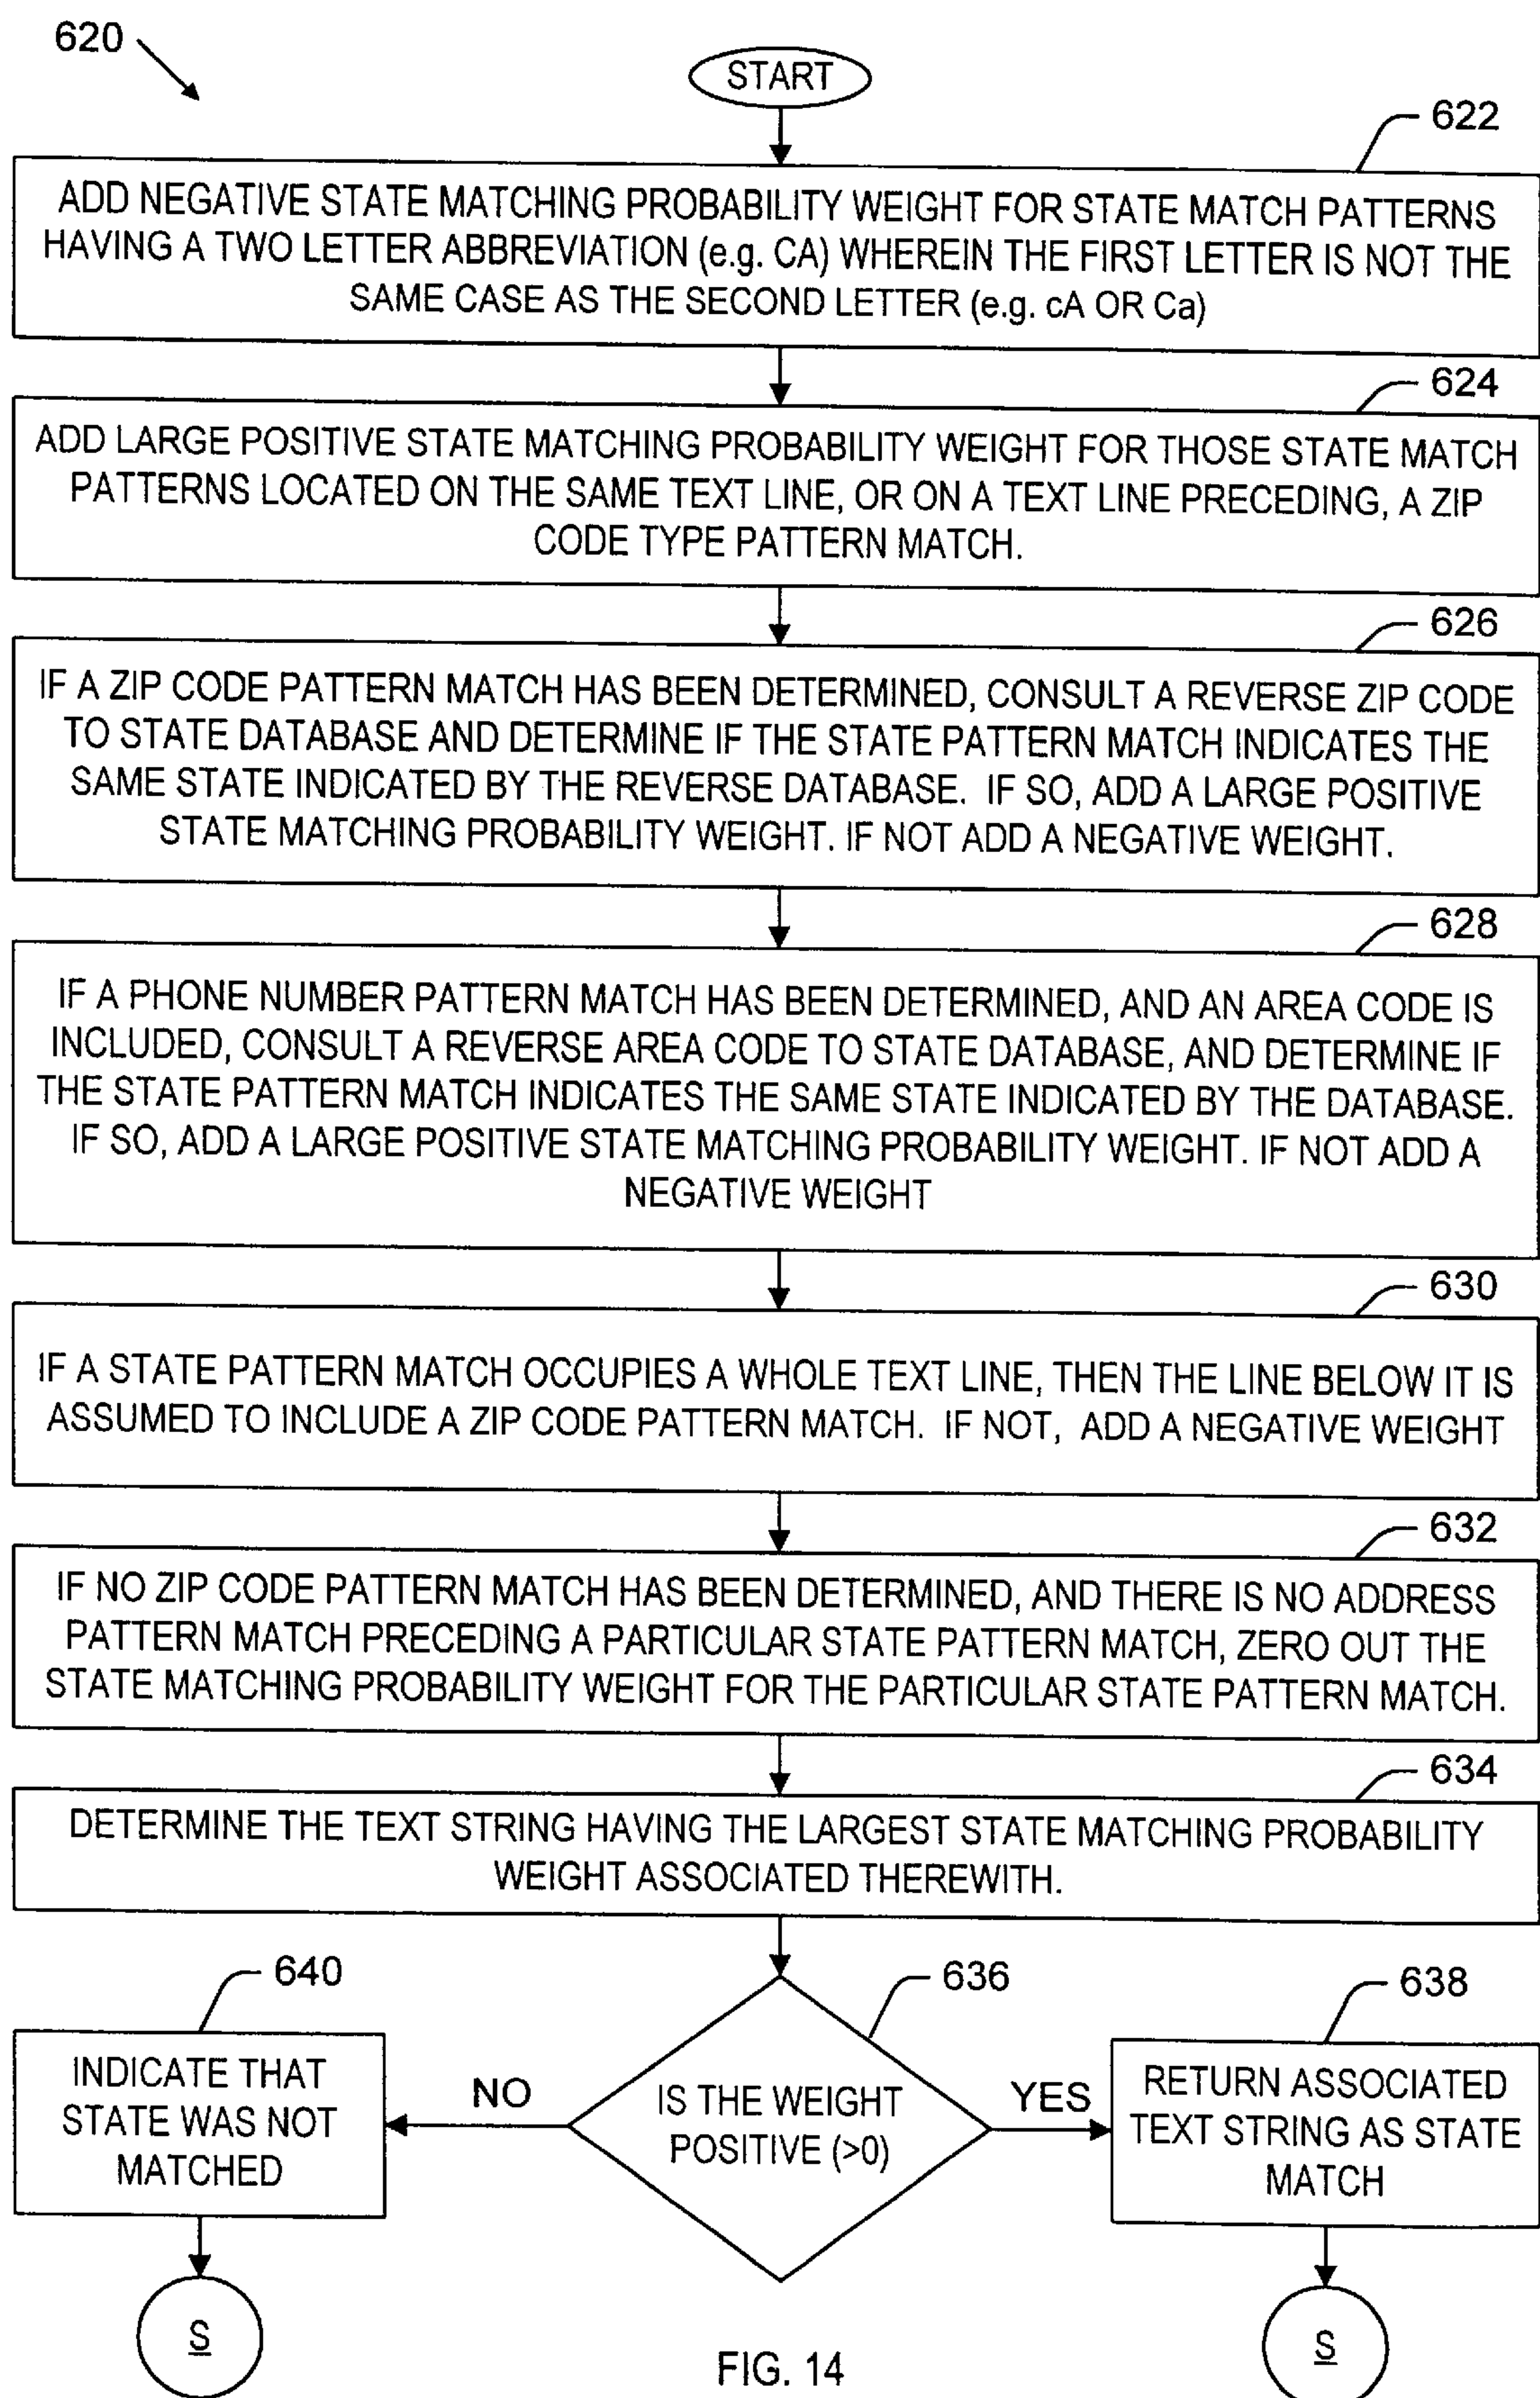 620
START
622
ADD NEGATIVE STATE MATCHING PROBABILITY WEIGHT FOR STATE MATCH PATTERNS
HAVING A TWO LETTER ABBREVIATION (e.g. CA) WHEREIN THE FIRST LETTER IS NOT THE
SAME CASE AS THE SECOND LETTER (e.g. cA OR Ca)
624
ADD LARGE POSITIVE STATE MATCHING PROBABILITY WEIGHT FOR THOSE STATE MATCH
PATTERNS LOCATED ON THE SAME TEXT LINE, OR ON A TEXT LINE PRECEDING, A ZIP
CODE TYPE PATTERN MATCH.
626
IF A ZIP CODE PATTERN MATCH HAS BEEN DETERMINED, CONSULT A REVERSE ZIP CODE
TO STATE DATABASE AND DETERMINE IF THE STATE PATTERN MATCH INDICATES THE
SAME STATE INDICATED BY THE REVERSE DATABASE. IF SO, ADD A LARGE POSITIVE
STATE MATCHING PROBABILITY WEIGHT. IF NOT ADD A NEGATIVE WEIGHT.
628
IF A PHONE NUMBER PATTERN MATCH HAS BEEN DETERMINED, AND AN AREA CODE IS
INCLUDED, CONSULT A REVERSE AREA CODE TO STATE DATABASE, AND DETERMINE IF
THE STATE PATTERN MATCH INDICATES THE SAME STATE INDICATED BY THE DATABASE.
IF SO, ADD A LARGE POSITIVE STATE MATCHING PROBABILITY WEIGHT. IF NOT ADD A
NEGATIVE WEIGHT
630
IF A STATE PATTERN MATCH OCCUPIES A WHOLE TEXT LINE, THEN THE LINE BELOW IT IS
ASSUMED TO INCLUDE A ZIP CODE PATTERN MATCH. IF NOT, ADD A NEGATIVE WEIGHT
632
IF NO ZIP CODE PATTERN MATCH HAS BEEN DETERMINED, AND THERE IS NO ADDRESS
PATTERN MATCH PRECEDING A PARTICULAR STATE PATTERN MATCH, ZERO OUT THE
STATE MATCHING PROBABILITY WEIGHT FOR THE PARTICULAR STATE PATTERN MATCH.
634
DETERMINE THE TEXT STRING HAVING THE LARGEST STATE MATCHING PROBABILITY
WEIGHT ASSOCIATED THEREWITH.
640
INDICATE THAT
STATE WAS NOT
MATCHED
NO
636
IS THE WEIGHT
POSITIVE (>0)
YES
638
RETURN ASSOCIATED
TEXT STRING AS STATE
MATCH
S
S
FIG. 14